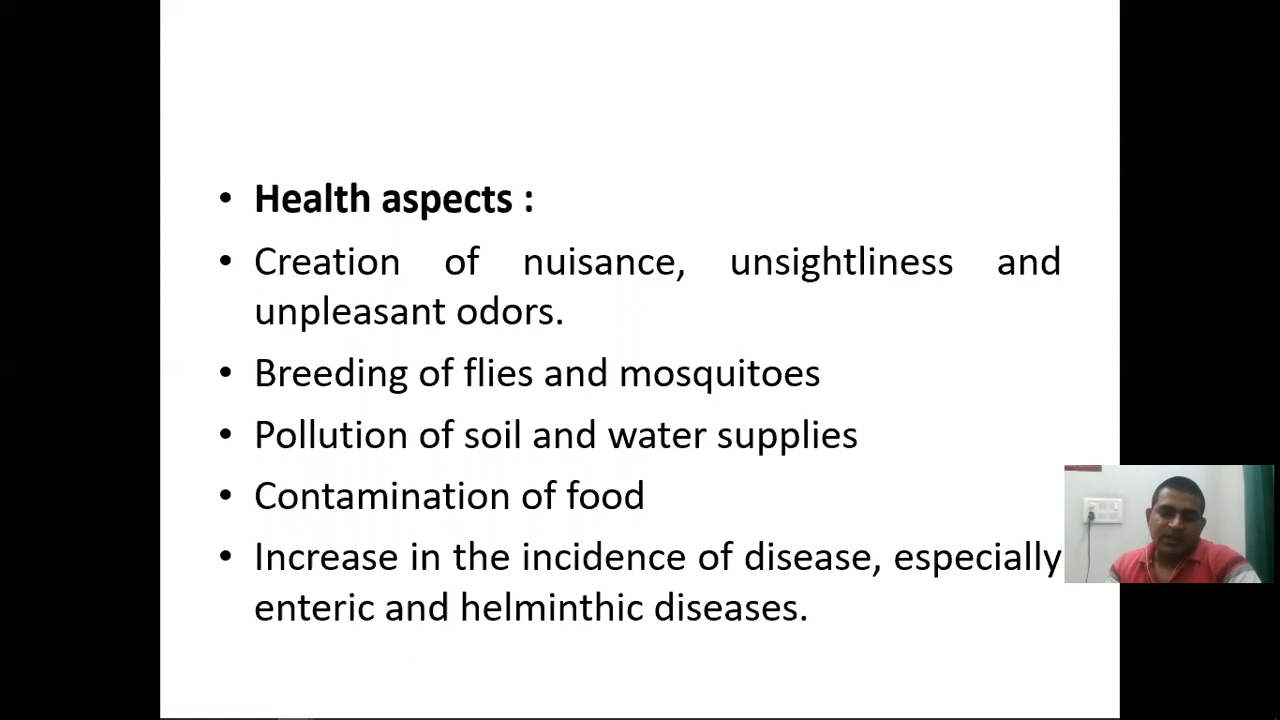 • Health aspects :
• Creation of nuisance, unsightliness and
unpleasant odors.
• Breeding of flies and mosquitoes
• Pollution of soil and water supplies
• Contamination of food
• Increase in the incidence of disease, especially
enteric and helminthic diseases.